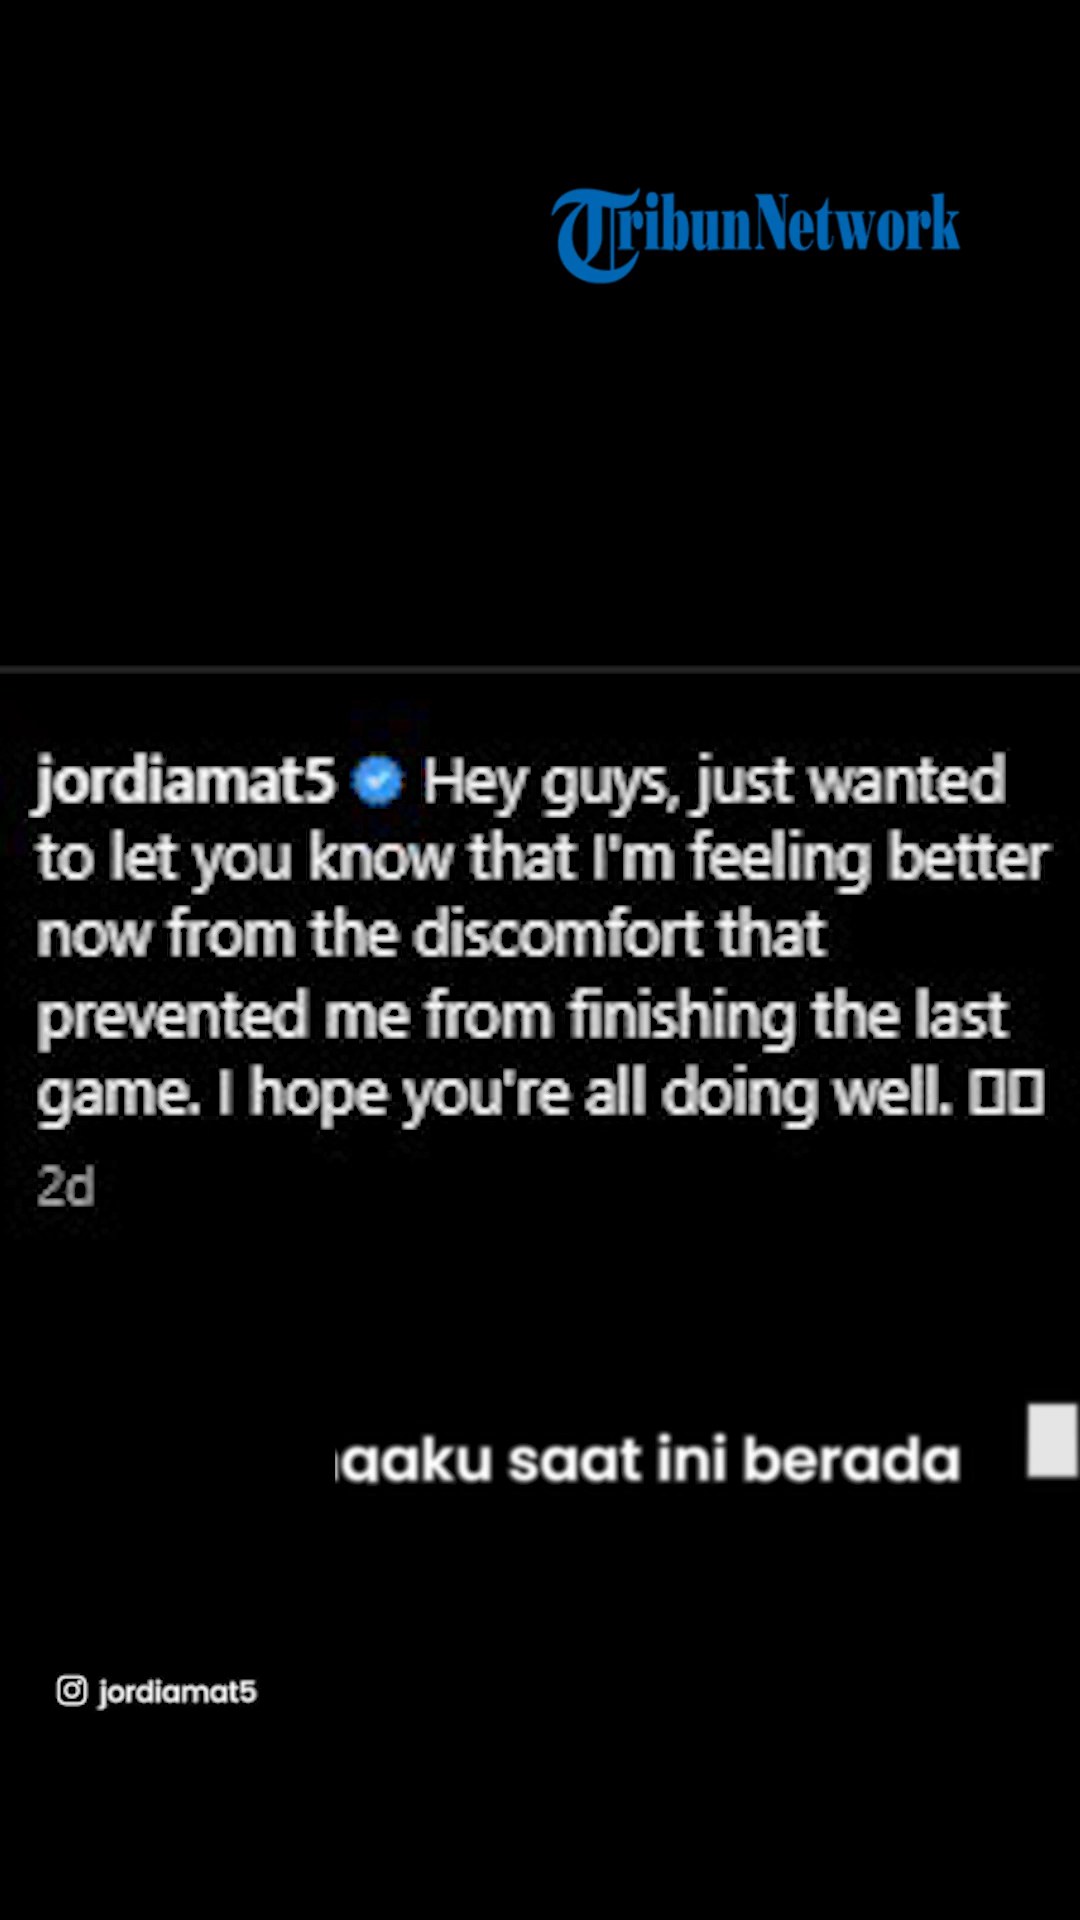 TribunNetwork
jordiamat5 Hey guys, just wanted
to let you know that I'm feeling better
now from the discomfort that
prevented me from finishing the last
game. I hope you're all doing well.
2d
saat ini berada
jordiamat5